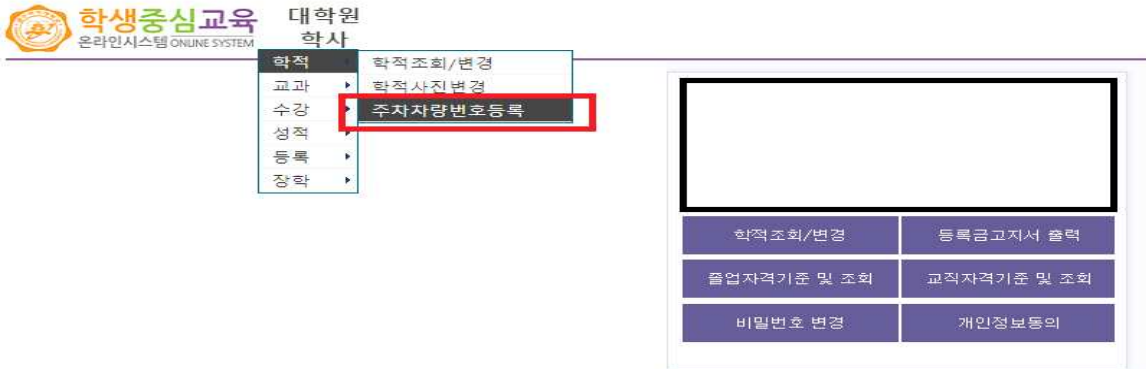 학생중심교육
온라인시스템 ONLINE SYSTEM
대학원
학사
학적
교과
수강
성적
등록
장학
학적조회/변경
학적사진변경
주차차량번호등록
학적조회/변경
등록금고지서 출력
졸업자격기준 및 조회
교직자격기준 및 조회
비밀번호 변경
개인정보동의